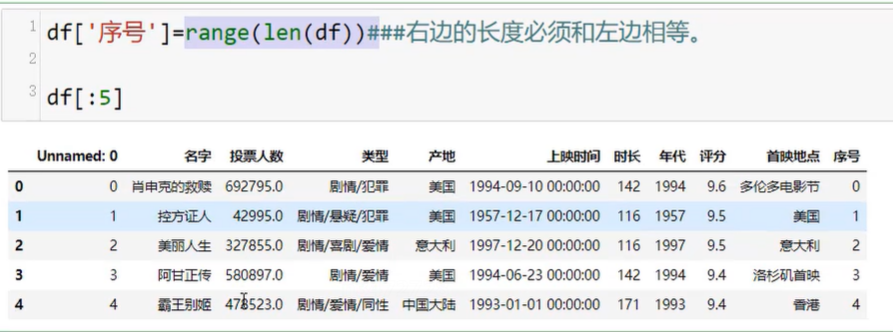 1 df['序号']=range(len(df))###右边的长度必须和左边相等。
2
3 df[:5]
Unnamed: 0 名字 投票人数 类型 产地 上映时间 时长 年代 评分 首映地点 序号
0 0 肖申克的救赎 692795.0 剧情/犯罪 美国 1994-09-10 00:00:00 142 1994 9.6 多伦多电影节 0
1 1 控方证人 42995.0 剧情/悬疑/犯罪 美国 1957-12-17 00:00:00 116 1957 9.5 美国 1
2 2 美丽人生 327855.0 剧情/喜剧/爱情 意大利 1997-12-20 00:00:00 116 1997 9.5 意大利 2
3 3 阿甘正传 580897.0 剧情/爱情 美国 1994-06-23 00:00:00 142 1994 9.4 洛杉矶首映 3
4 4 霸王别姬 478523.0 剧情/爱情/同性 中国大陆 1993-01-01 00:00:00 171 1993 9.4 香港 4